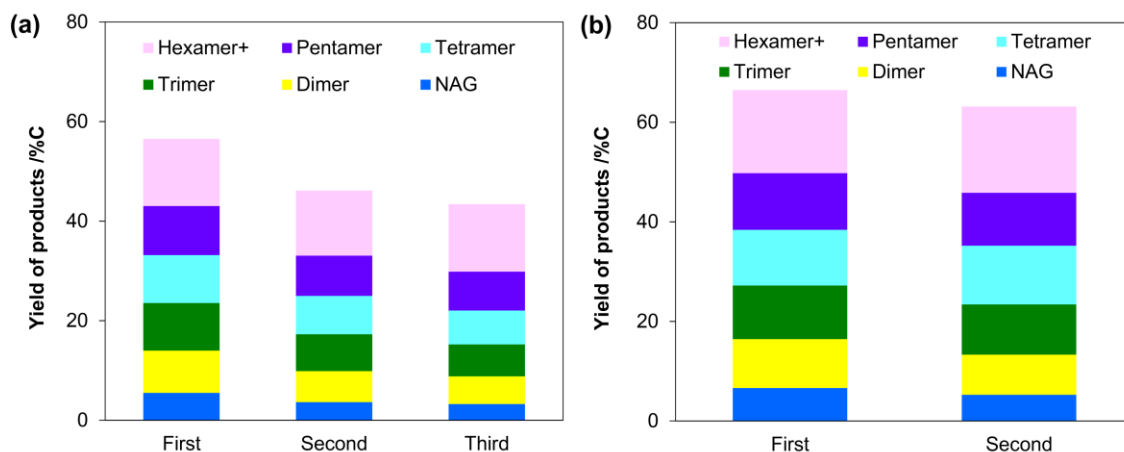 (a)
Yield of products /%C
80
60
40
20
0
Hexamer+ Pentamer Tetramer
Trimer Dimer NAG
First Second Third
(b)
Yield of products /%C
80
60
40
20
0
Hexamer+ Pentamer Tetramer
Trimer Dimer NAG
First Second